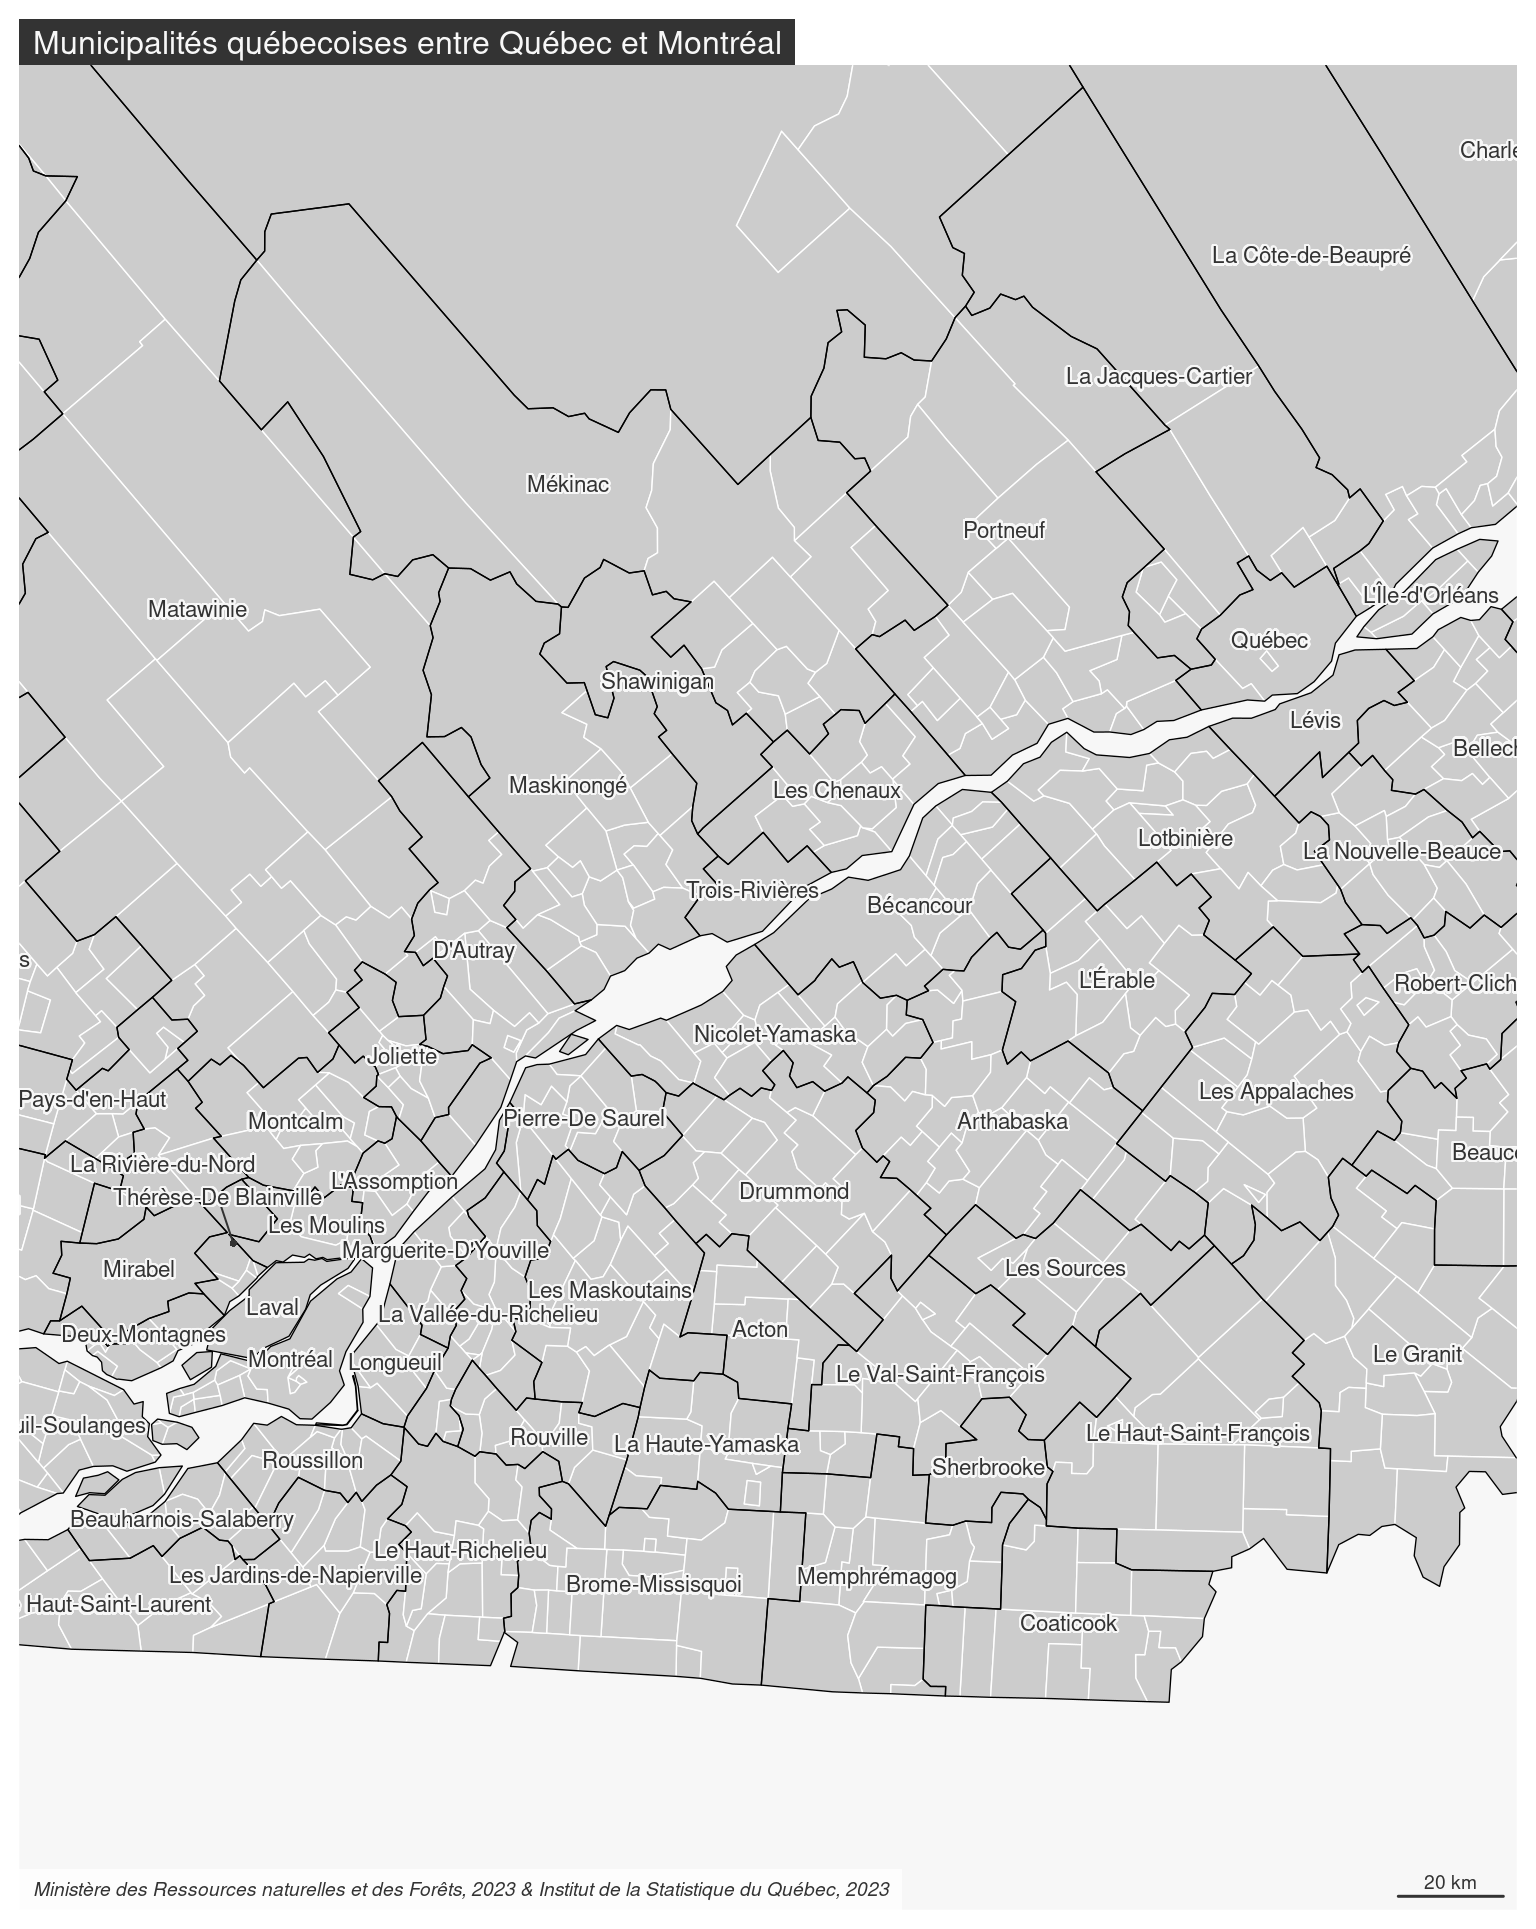 Municipalités québecoises entre Québec et Montréal
Charle
La Côte-de-Beaupré
La Jacques-Cartier
Mékinac
Portneuf
L'Île-d'Orléans
Matawinie
Québec
Shawinigan
Lévis
Bellech
Maskinongé
Les Chenaux
Lotbinière
La Nouvelle-Beauce
Trois-Rivières
Bécancour
D'Autray
s
L'Érable
Robert-Clich
Nicolet-Yamaska
Joliette
Les Appalaches
Pays-d'en-Haut
Montcalm
Pierre-De Saurel
Arthabaska
Beauce
La Rivière-du-Nord
L'Assomption
Thérèse-De Blainville
Drummond
Les Moulins
Marguerite-D'Youville
Mirabel
Les Sources
Les Maskoutains
Laval
La Vallée-du-Richelieu
Deux-Montagnes
Acton
Montréal
Longueuil
Le Granit
Le Val-Saint-François
uil-Soulanges
Rouville
La Haute-Yamaska
Le Haut-Saint-François
Roussillon
Sherbrooke
Beauharnois-Salaberry
Le Haut-Richelieu
Les Jardins-de-Napierville
Brome-Missisquoi
Memphrémagog
Haut-Saint-Laurent
Coaticook
20 km
Ministère des Ressources naturelles et des Forêts, 2023 & Institut de la Statistique du Québec, 2023